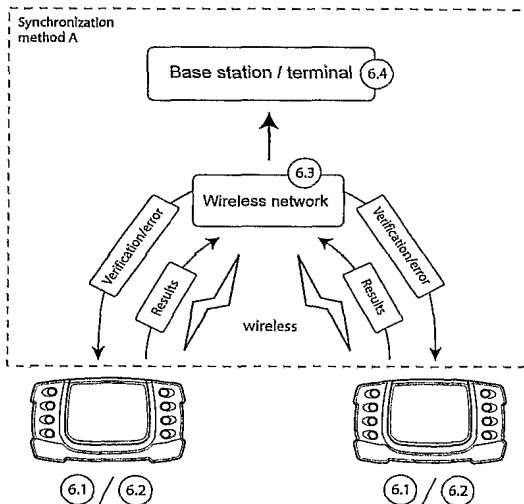 Synchronization
method A
Base station / terminal
6.4
6.3
Wireless network
Verification/error
Results
wireless
Results
Verification/error
6.1 / 6.2
6.1 / 6.2